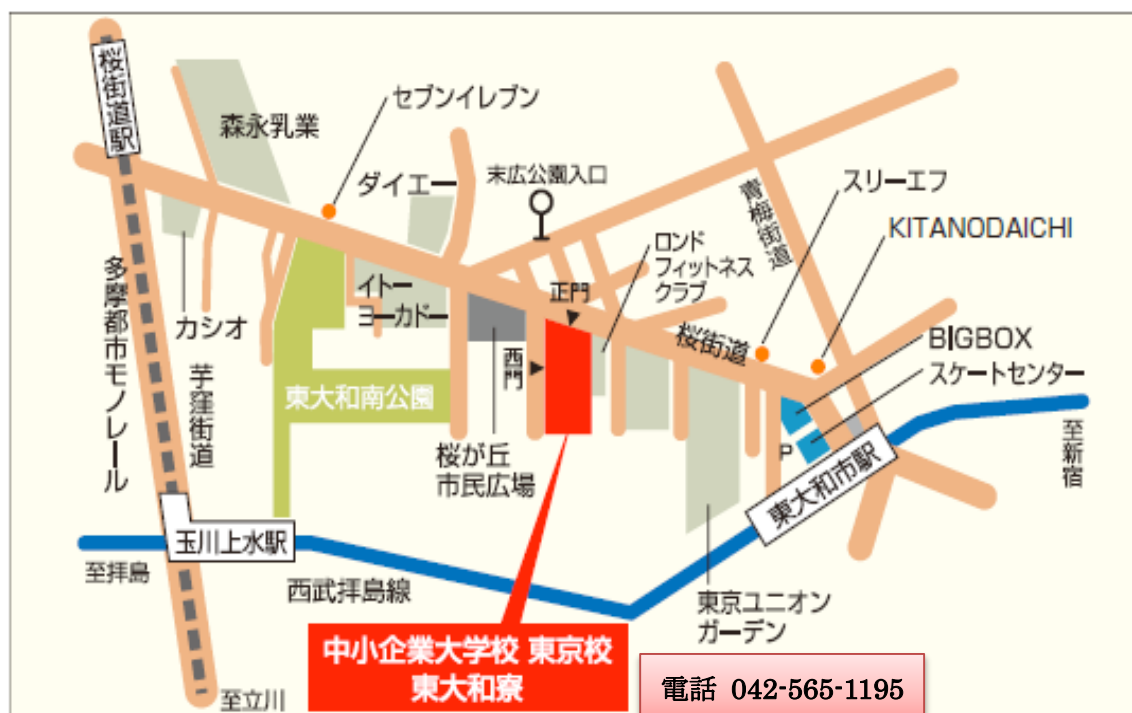 桜街道駅
森永乳業
セブンイレブン
ダイエー
末広公園入口
青梅街道
スリーエフ
KITANODAICHI
ロンド
フィットネス
クラブ
カシオ
イトー
ヨーカドー
正門
西門
桜街道
BIGBOX
スケートセンター
P
多摩都市モノレール
芋窪街道
東大和南公園
桜が丘
市民広場
東大和市駅
至新宿
玉川上水駅
至拝島
西武拝島線
東京ユニオン
ガーデン
中小企業大学校 東京校
東大和寮
電話 042-565-1195
至立川